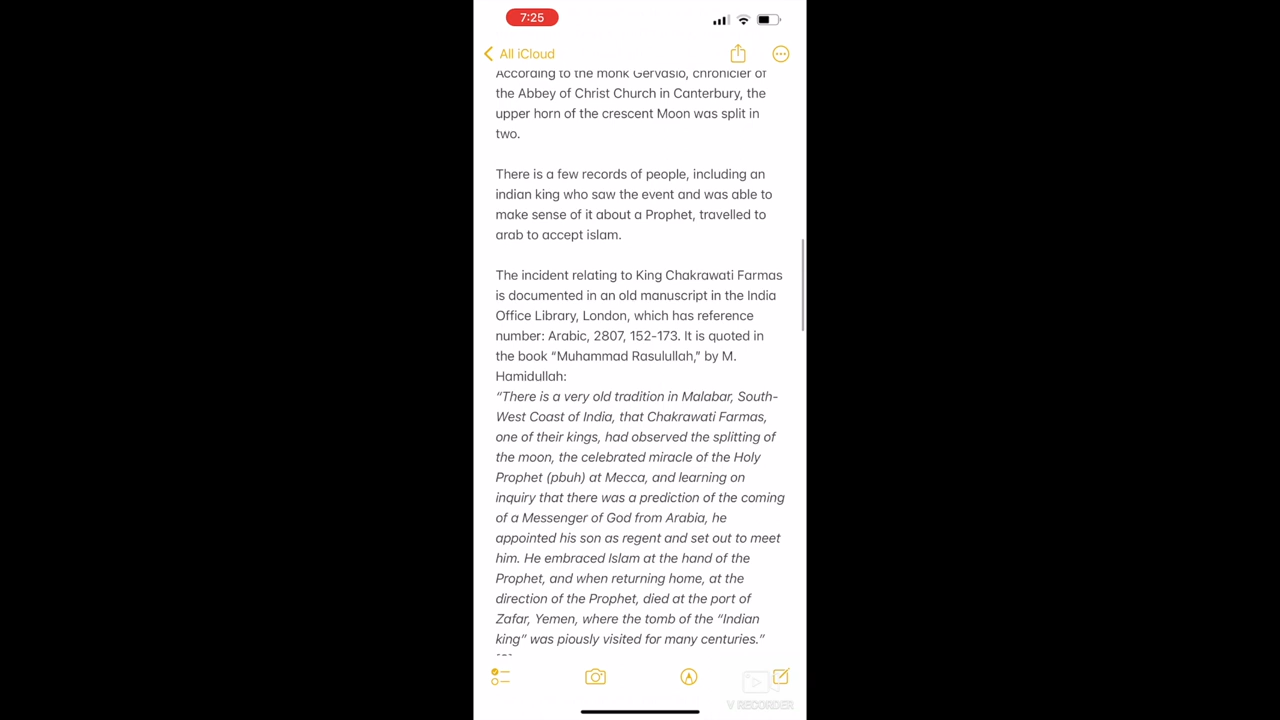 7:25
All iCloud
According to the monk Gervasio, chronicler of
the Abbey of Christ Church in Canterbury, the
upper horn of the crescent Moon was split in
two.
There is a few records of people, including an
indian king who saw the event and was able to
make sense of it about a Prophet, travelled to
arab to accept islam.
The incident relating to King Chakrawati Farmas
is documented in an old manuscript in the India
Office Library, London, which has reference
number: Arabic, 2807, 152-173. It is quoted in
the book “Muhammad Rasulullah,” by M.
Hamidullah:
“There is a very old tradition in Malabar, South-
West Coast of India, that Chakrawati Farmas,
one of their kings, had observed the splitting of
the moon, the celebrated miracle of the Holy
Prophet (pbuh) at Mecca, and learning on
inquiry that there was a prediction of the coming
of a Messenger of God from Arabia, he
appointed his son as regent and set out to meet
him. He embraced Islam at the hand of the
Prophet, and when returning home, at the
direction of the Prophet, died at the port of
Zafar, Yemen, where the tomb of the “Indian
king” was piously visited for many centuries.”
V RECORDER